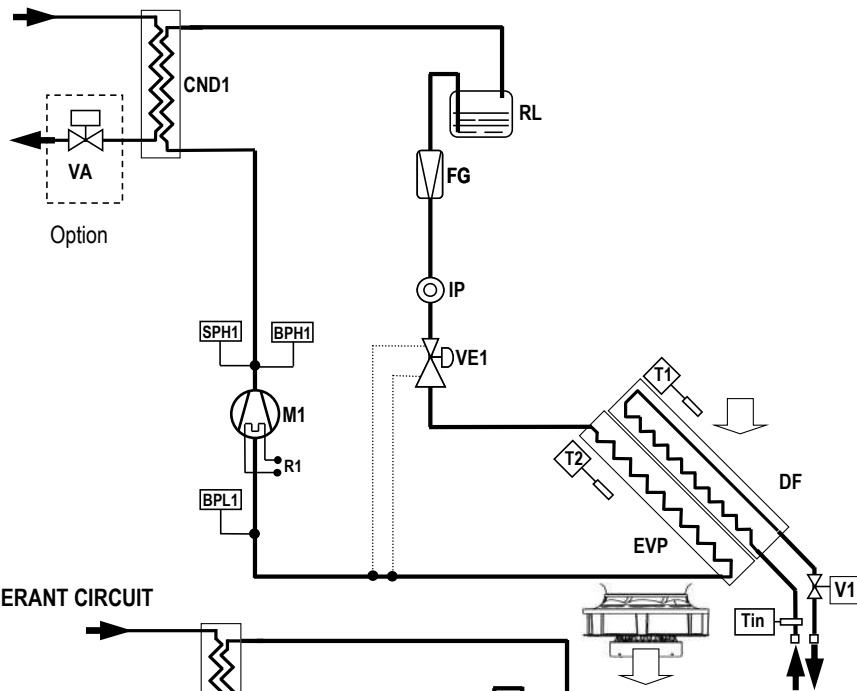 CND1
RL
VA
FG
Option
IP
SPH1
BPH1
VE1
T1
M1
R1
T2
DF
BPL1
EVP
ERANT CIRCUIT
V1
Tin